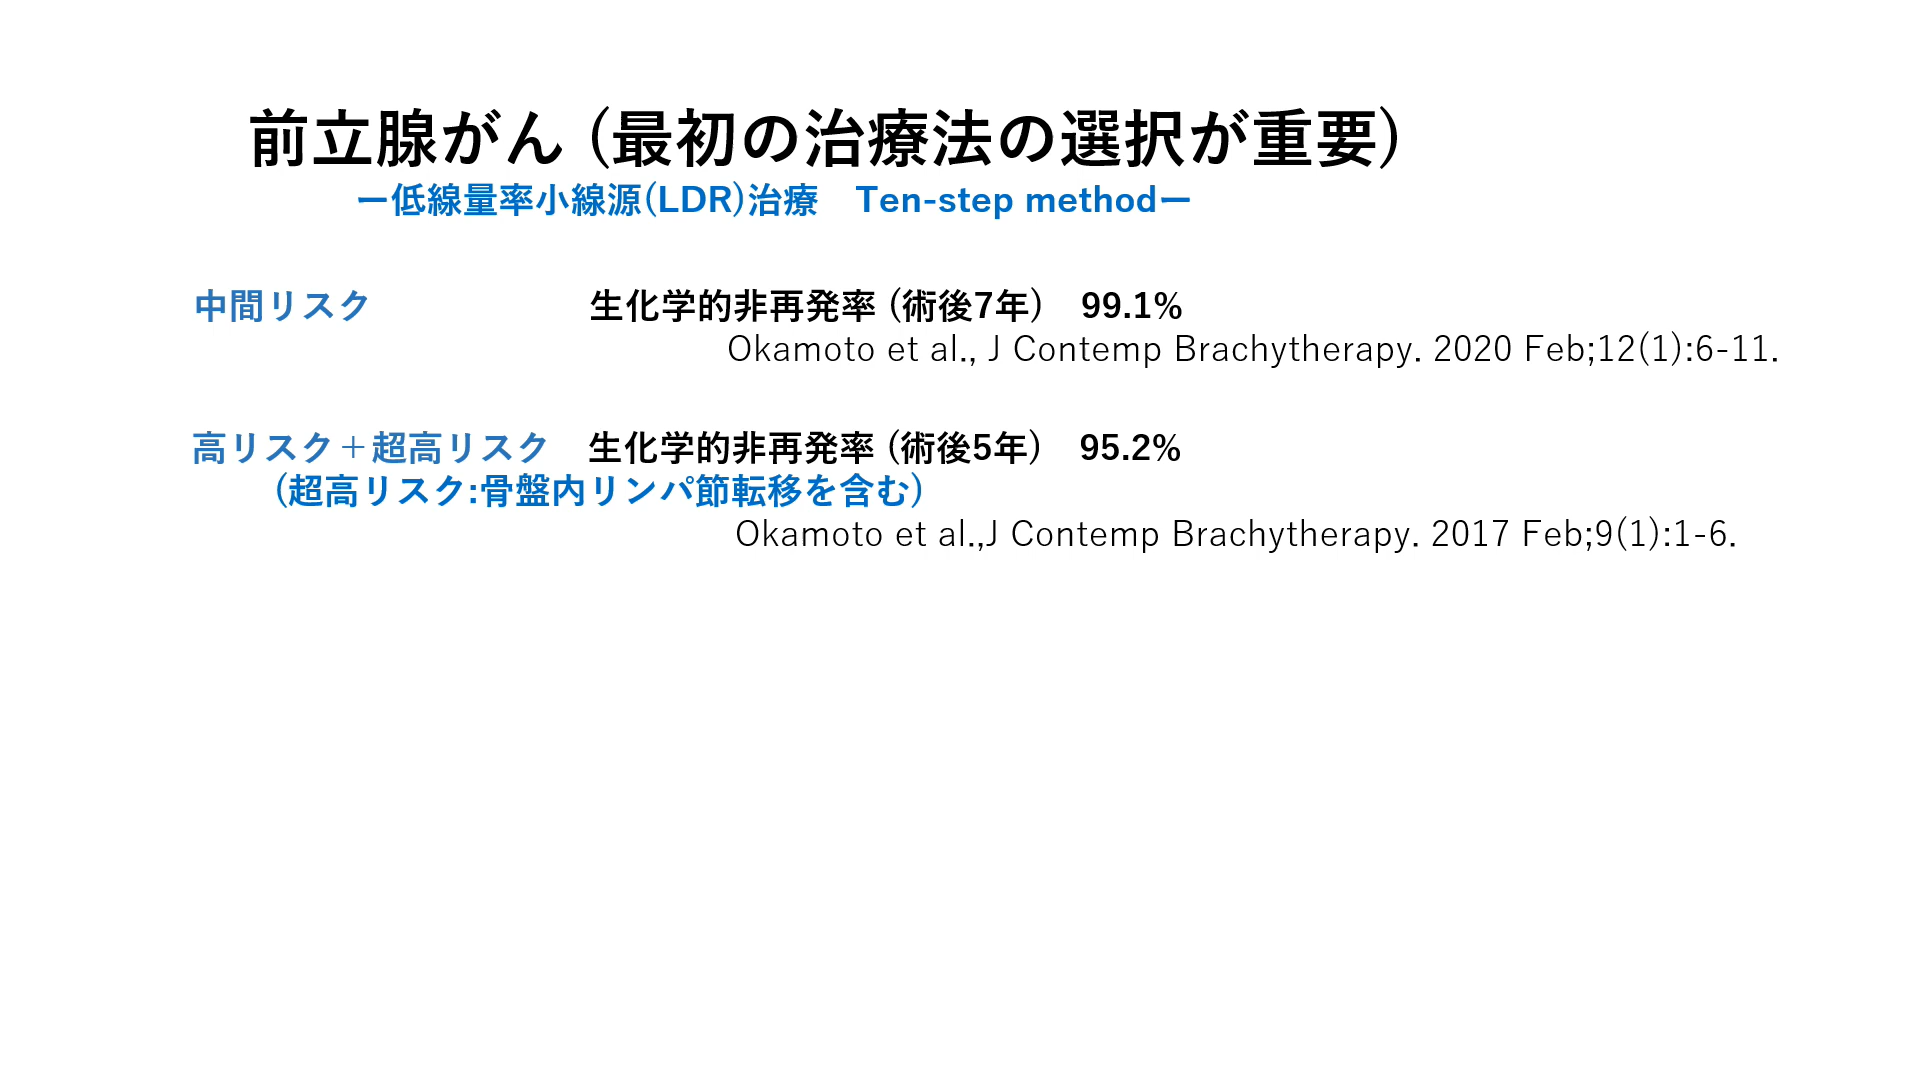 前立腺がん (最初の治療法の選択が重要)
ー低線量率小線源(LDR)治療　Ten-step methodー
中間リスク　生化学的非再発率 (術後7年)　99.1%
Okamoto et al., J Contemp Brachytherapy. 2020 Feb;12(1):6-11.
高リスク＋超高リスク　生化学的非再発率 (術後5年)　95.2%
(超高リスク:骨盤内リンパ節転移を含む)
Okamoto et al.,J Contemp Brachytherapy. 2017 Feb;9(1):1-6.